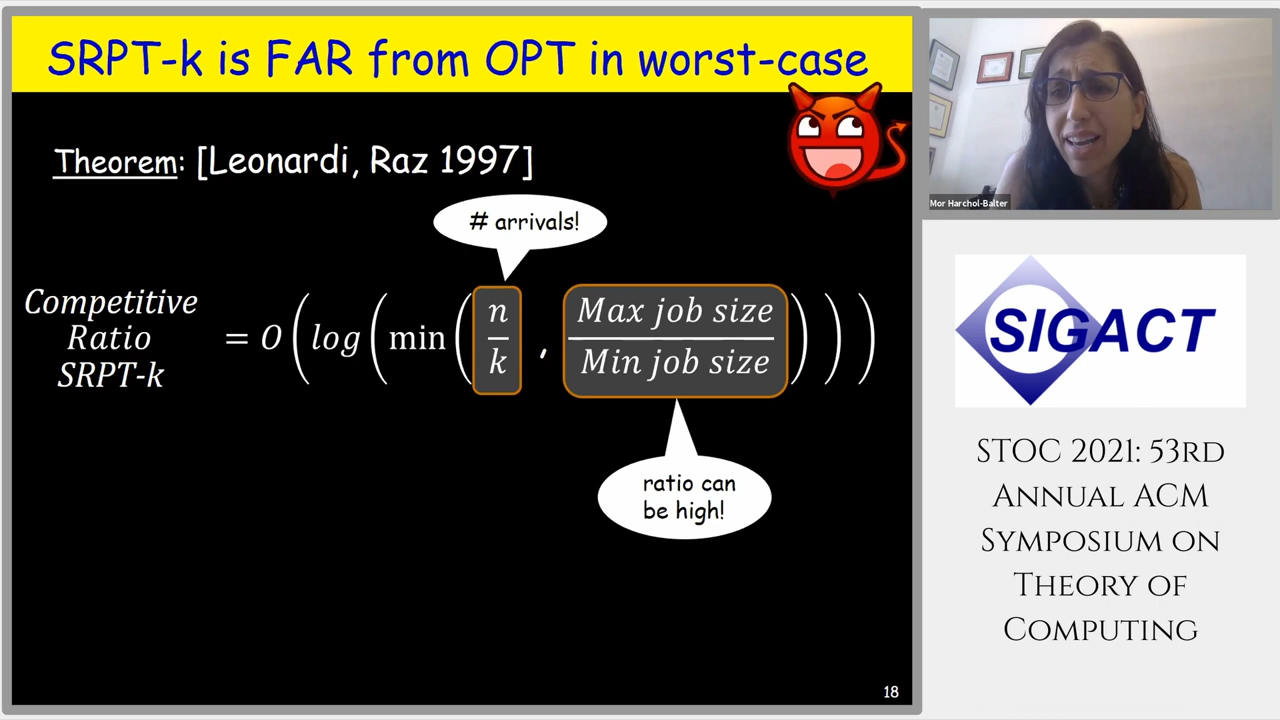 SRPT-k is FAR from OPT in worst-case
Theorem: [Leonardi, Raz 1997]
# arrivals!
Competitive
Ratio
SRPT-k
= O(log(min(n/k , Max job size/Min job size)))
ratio can
be high!
18
Mor Harchol-Balter
SIGACT
STOC 2021: 53rd
Annual ACM
Symposium on
Theory of
Computing